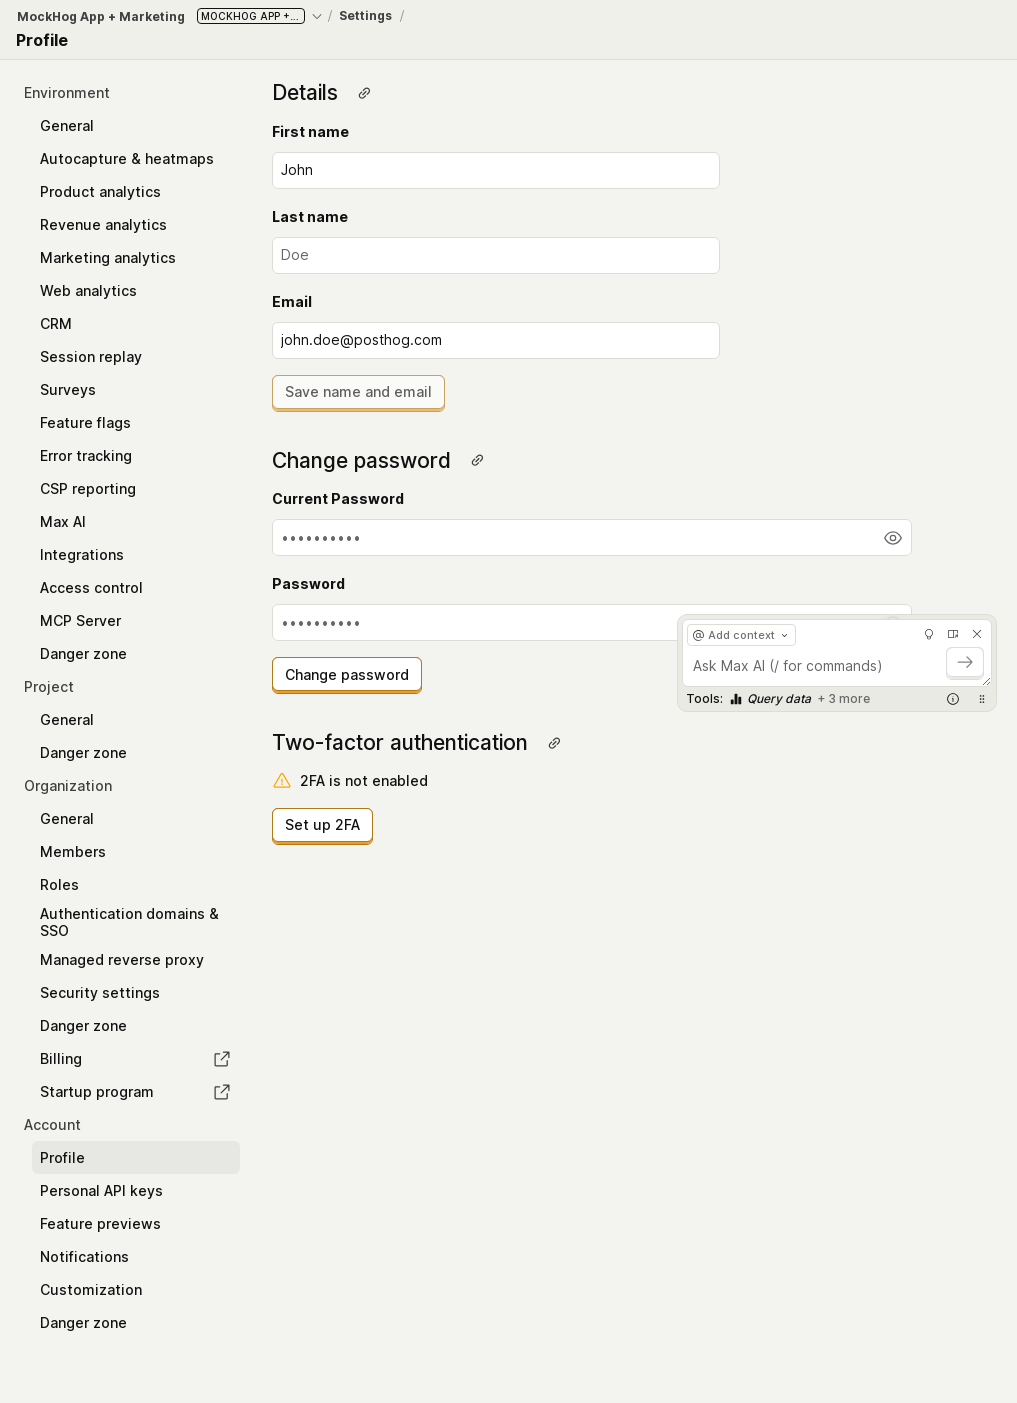 MockHog App + Marketing MOCKHOG APP +... / Settings /
Profile
Environment
General
Autocapture & heatmaps
Product analytics
Revenue analytics
Marketing analytics
Web analytics
CRM
Session replay
Surveys
Feature flags
Error tracking
CSP reporting
Max AI
Integrations
Access control
MCP Server
Danger zone
Project
General
Danger zone
Organization
General
Members
Roles
Authentication domains &
SSO
Managed reverse proxy
Security settings
Danger zone
Billing
Startup program
Account
Profile
Personal API keys
Feature previews
Notifications
Customization
Danger zone
Details
First name
John
Last name
Doe
Email
john.doe@posthog.com
Save name and email
Change password
Current Password
••••••••••
Password
••••••••••
Change password
Two-factor authentication
2FA is not enabled
Set up 2FA
@ Add context
Ask Max AI (/ for commands)
Tools: Query data + 3 more